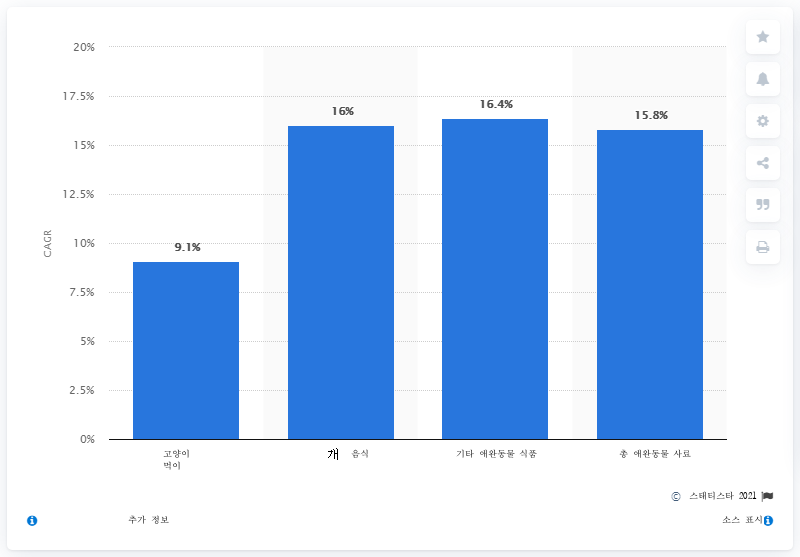 20%
17.5%
15%
12.5%
10%
7.5%
5%
2.5%
0%
CAGR
9.1%
16%
16.4%
15.8%
고양이
먹이
개 음식
기타 애완동물 식품
총 애완동물 사료
© 스태티스타 2021
추가 정보
소스 표시